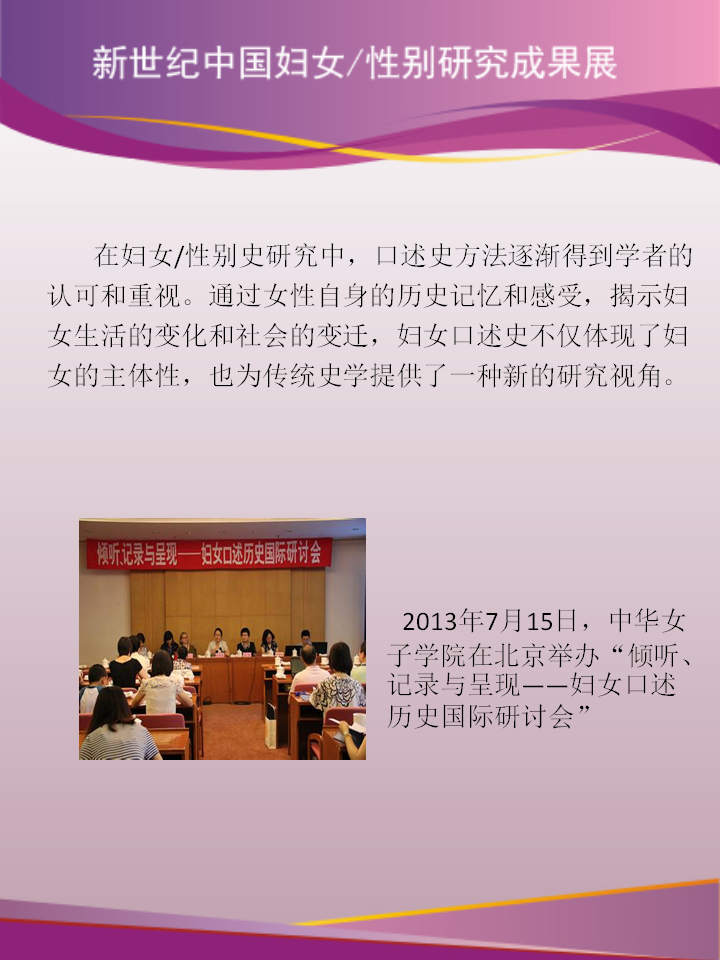 新世纪中国妇女/性别研究成果展
在妇女/性别史研究中，口述史方法逐渐得到学者的
认可和重视。通过女性自身的历史记忆和感受，揭示妇
女生活的变化和社会的变迁，妇女口述史不仅体现了妇
女的主体性，也为传统史学提供了一种新的研究视角。
倾听、记录与呈现——妇女口述历史国际研讨会
2013年7月15日，中华女
子学院在北京举办“倾听、
记录与呈现——妇女口述
历史国际研讨会”